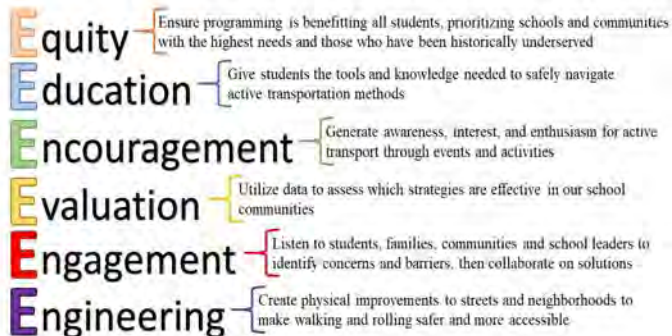 Equity
Ensure programming is benefitting all students, prioritizing schools and communities
with the highest needs and those who have been historically underserved
Education
Give students the tools and knowledge needed to safely navigate
active transportation methods
Encouragement
Generate awareness, interest, and enthusiasm for active
transport through events and activities
Evaluation
Utilize data to assess which strategies are effective in our school
communities
Engagement
Listen to students, families, communities and school leaders to
identify concerns and barriers, then collaborate on solutions
Engineering
Create physical improvements to streets and neighborhoods to
make walking and rolling safer and more accessible